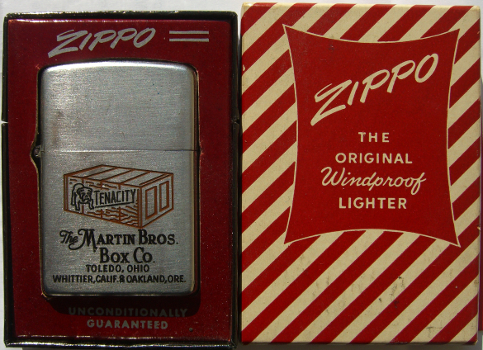 ZIPPO
TENACITY
The MARTIN BROS.
BOX CO.
TOLEDO, OHIO
WHITTIER, CALIF. & OAKLAND, ORE.
UNCONDITIONALLY
GUARANTEED
ZIPPO
THE
ORIGINAL
Windproof
LIGHTER